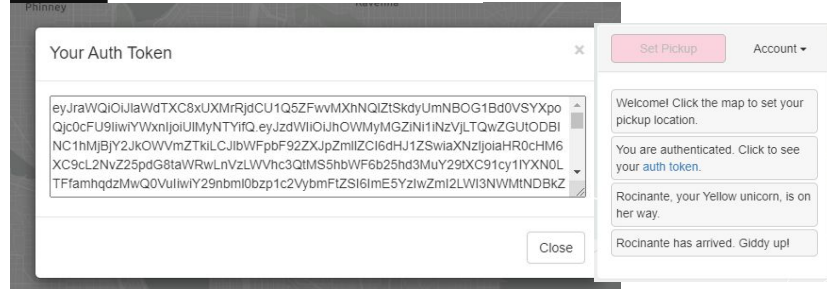 Phinney
Ravenna
Your Auth Token
×
eyJraWQiOiJlaWdTXC8xUXMrRjdCU1Q5ZFwvMXhNQlZtSkdyUmNBOG1Bd0VSYXpo
Qjc0cFU9IiwiYWxnIjoiUlMyNTYifQ.eyJzdWIiOiJhOWMyMGZiNi1iNzVjLTQwZGUtODBl
NC1hMjBjY2JkOWVmZTkiLCJlbWFpbF92ZXJpZmllZCI6dHJ1ZSwiaXNzIjoiaHR0cHM6
XC9cL2NvZ25pdG8taWRwLnVzLWVhc3QtMS5hbWF6b25hd3MuY29tXC91cy1lYXN0L
TFfamhqdzMwQ0VuIiwiY29nbml0bzp1c2VybmFtZSI6ImE5YzIwZmI2LWI3NWMtNDBkZ
Close
Set Pickup
Account
Welcome! Click the map to set your
pickup location.
You are authenticated. Click to see
your auth token.
Rocinante, your Yellow unicorn, is on
her way.
Rocinante has arrived. Giddy up!